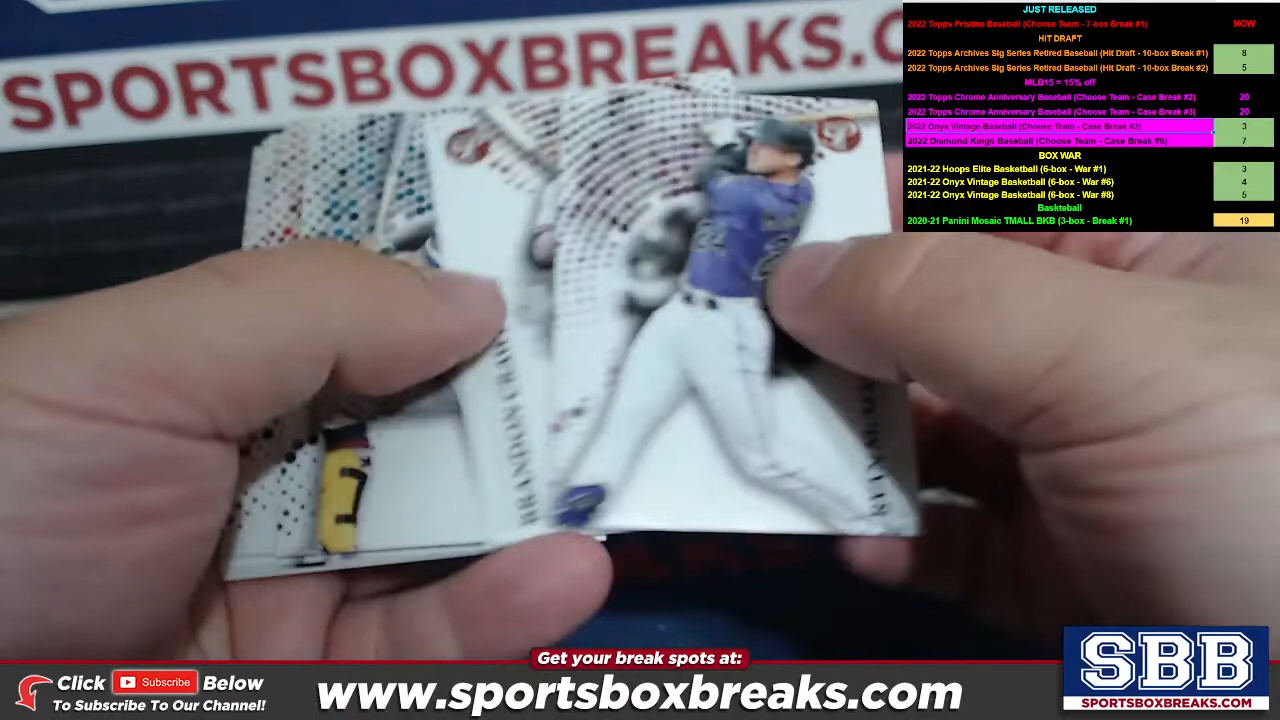 SPORTSBOXBREAKS.C
JUST RELEASED
2022 Topps Pristine Baseball (Choose Team - 7-box Break #1) NOW
HIT DRAFT
2022 Topps Archives Sig Series Retired Baseball (Hit Draft - 10-box Break #1) 8
2022 Topps Archives Sig Series Retired Baseball (Hit Draft - 10-box Break #2) 5
MLB15 = 15% off
2022 Topps Chrome Anniversary Baseball (Choose Team - Case Break #2) 20
2022 Topps Chrome Anniversary Baseball (Choose Team - Case Break #3) 20
2022 Onyx Vintage Baseball (Choose Team - Case Break #2) 3
2022 Diamond Kings Baseball (Choose Team - Case Break #8) 7
BOX WAR
2021-22 Hoops Elite Basketball (6-box - War #1) 3
2021-22 Onyx Vintage Basketball (6-box - War #6) 4
2021-22 Onyx Vintage Basketball (6-box - War #8) 5
Baskteball
2020-21 Panini Mosaic TMALL BKB (3-box - Break #1) 19
BRANDON CRA
Get your break spots at:
Click Subscribe Below
To Subscribe To Our Channel!
www.sportsboxbreaks.com
SBB
SPORTSBOXBREAKS.COM